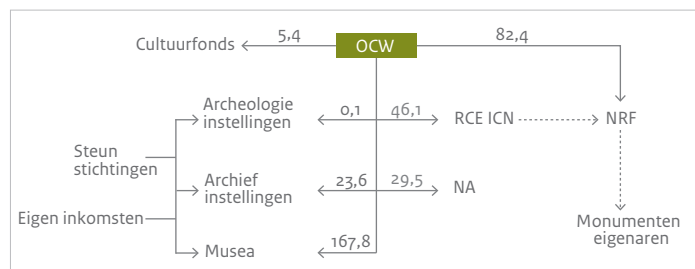 Cultuurfonds 5,4 OCW 82,4
Archeologie
instellingen 0,1 46,1 RCE ICN NRF
Steun
stichtingen
Archief
instellingen 23,6 29,5 NA
Eigen inkomsten
Monumenten
eigenaren
Musea 167,8